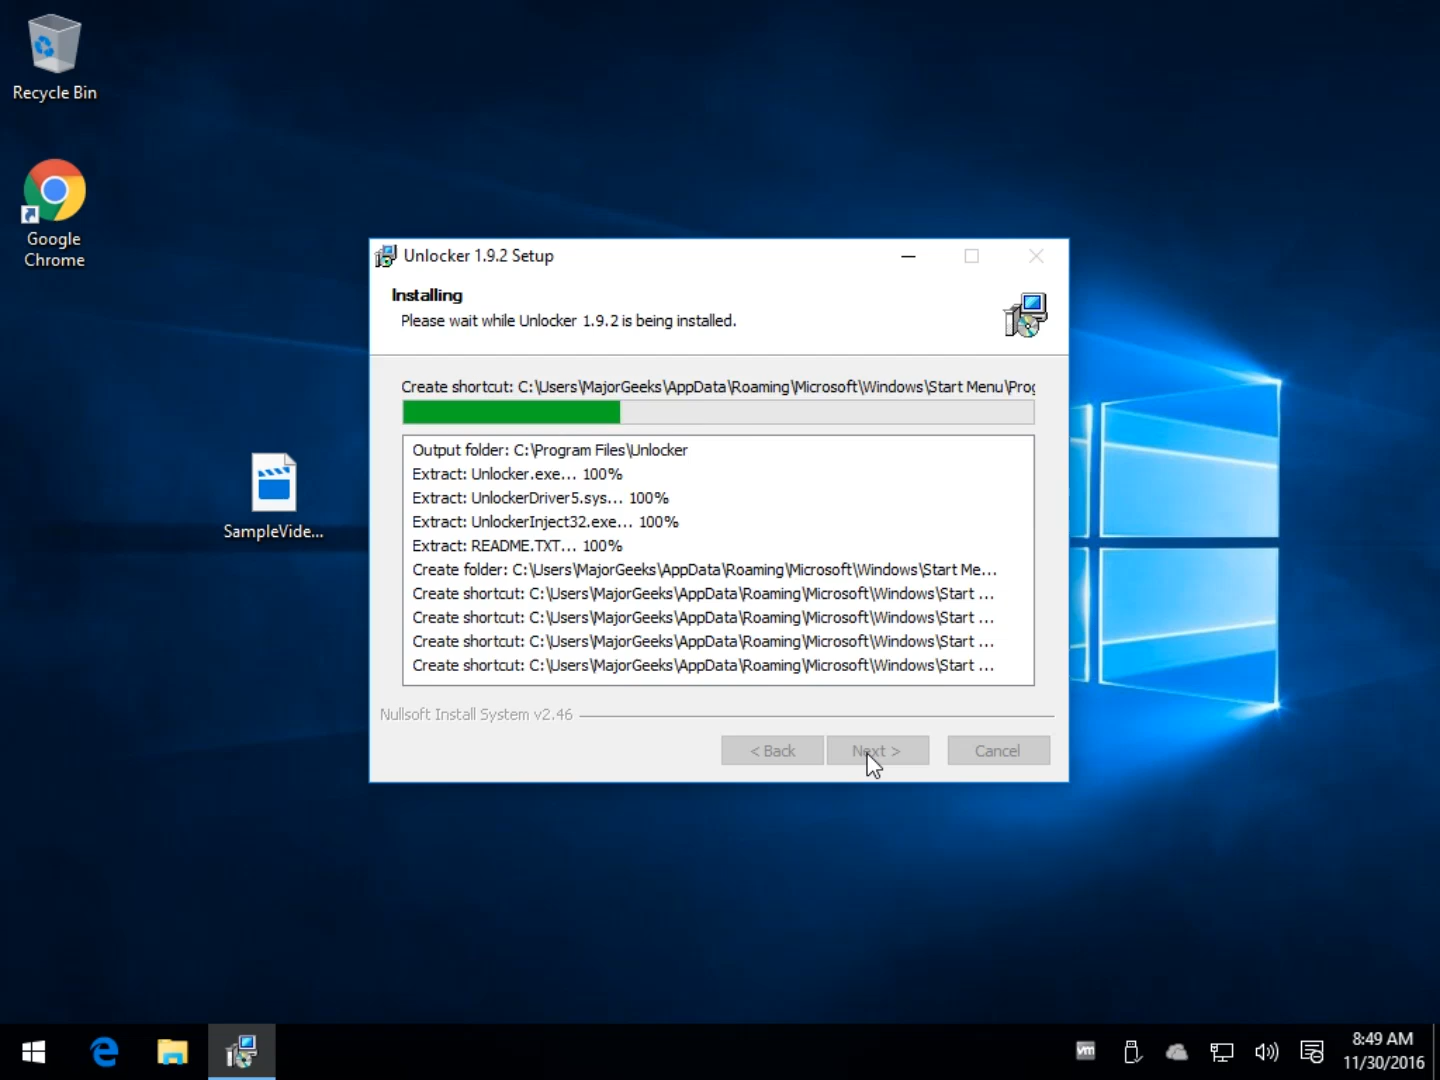 Recycle Bin
Google
Chrome
SampleVide...
Unlocker 1.9.2 Setup
Installing
Please wait while Unlocker 1.9.2 is being installed.
Create shortcut: C:\Users\MajorGeeks\AppData\Roaming\Microsoft\Windows\Start Menu\Prog
Output folder: C:\Program Files\Unlocker
Extract: Unlocker.exe... 100%
Extract: UnlockerDriver5.sys... 100%
Extract: UnlockerInject32.exe... 100%
Extract: README.TXT... 100%
Create folder: C:\Users\MajorGeeks\AppData\Roaming\Microsoft\Windows\Start Me...
Create shortcut: C:\Users\MajorGeeks\AppData\Roaming\Microsoft\Windows\Start ...
Create shortcut: C:\Users\MajorGeeks\AppData\Roaming\Microsoft\Windows\Start ...
Create shortcut: C:\Users\MajorGeeks\AppData\Roaming\Microsoft\Windows\Start ...
Create shortcut: C:\Users\MajorGeeks\AppData\Roaming\Microsoft\Windows\Start ...
Nullsoft Install System v2.46
< Back
Next >
Cancel
vm
8:49 AM
11/30/2016